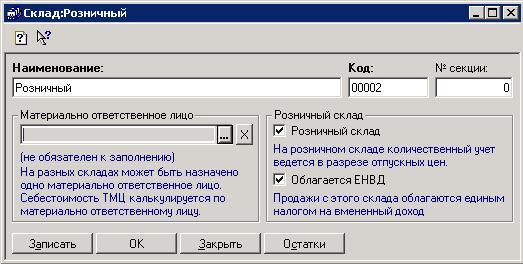 Склад:Розничный
Наименование:
Код:
№ секции:
Розничный
00002
0
Материально ответственное лицо
...
X
(не обязателен к заполнению)
На разных складах может быть назначено
одно материально ответственное лицо.
Себестоимость ТМЦ калькулируется по
материально ответственному лицу.
Розничный склад
Розничный склад
На розничном складе количественный учет
ведется в разрезе отпускных цен.
Облагается ЕНВД
Продажи с этого склада облагаются единым
налогом на вмененый доход
Записать
OK
Закрыть
Остатки